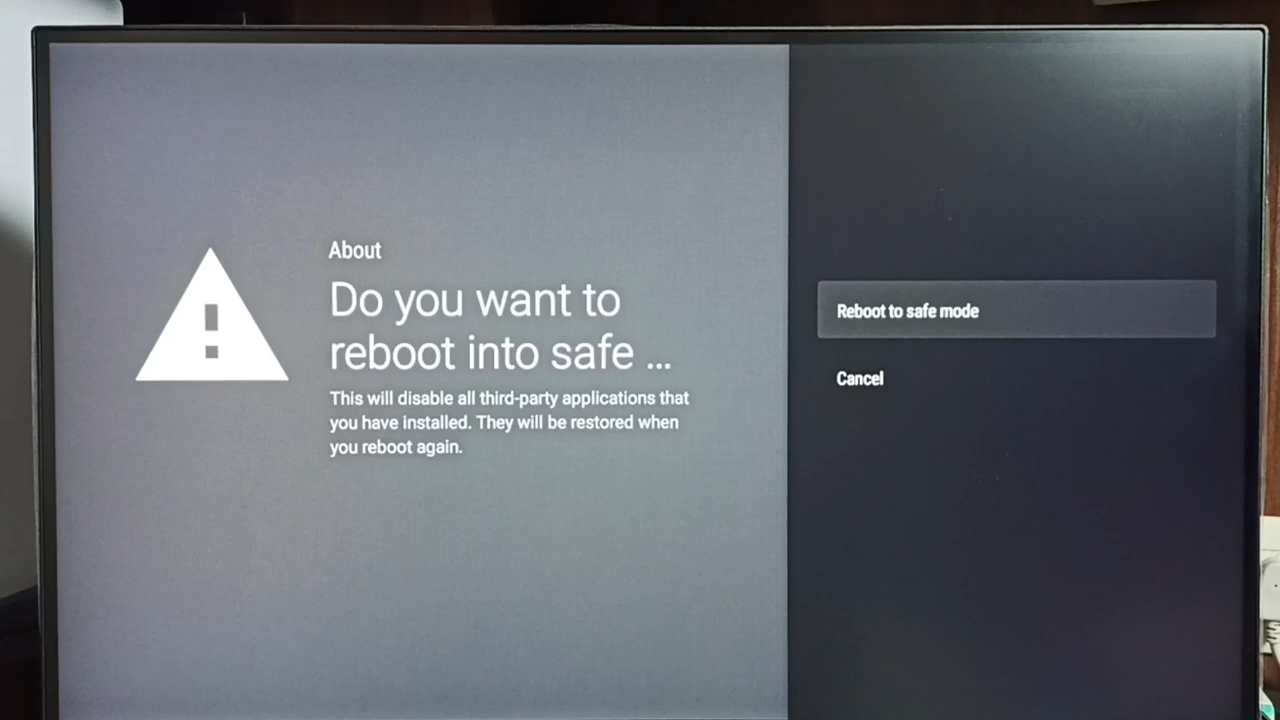 About
Do you want to
reboot into safe ...
This will disable all third-party applications that
you have installed. They will be restored when
you reboot again.
Reboot to safe mode
Cancel